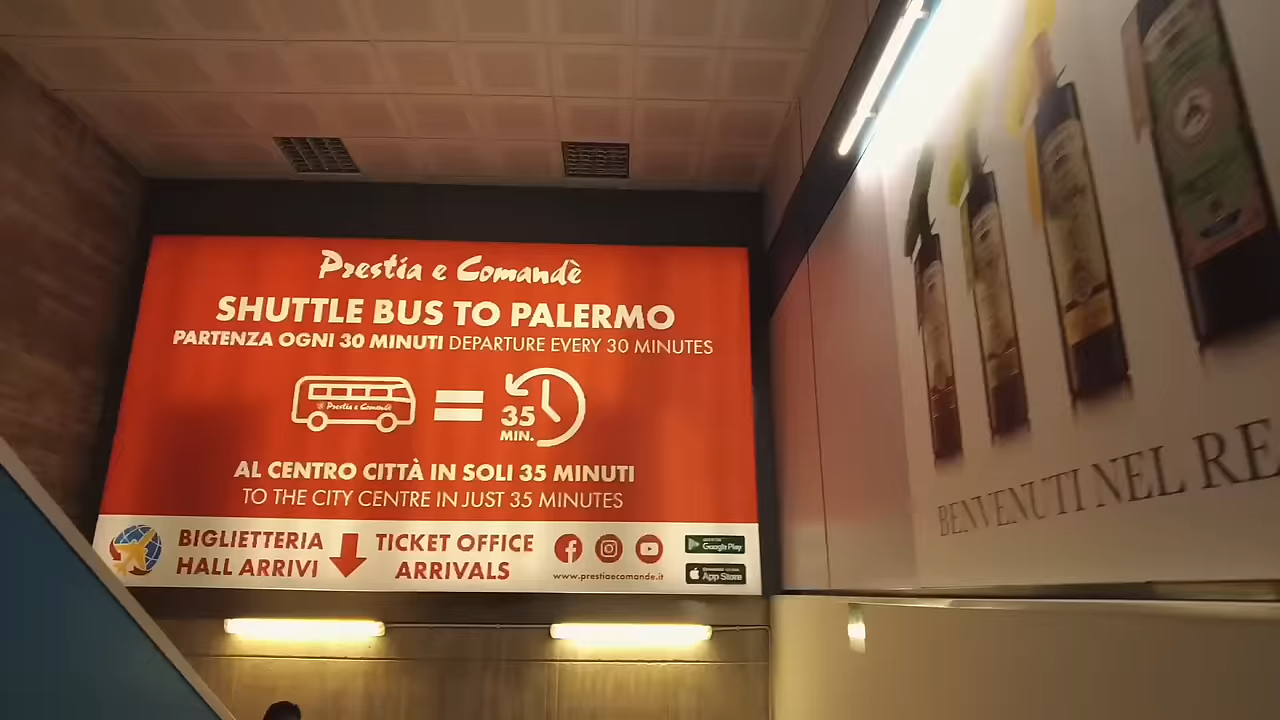 Prestia e Comandè
SHUTTLE BUS TO PALERMO
PARTENZA OGNI 30 MINUTI DEPARTURE EVERY 30 MINUTES
Prestia e Comandè
35
MIN.
AL CENTRO CITTÀ IN SOLI 35 MINUTI
TO THE CITY CENTRE IN JUST 35 MINUTES
BIGLIETTERIA
HALL ARRIVI
TICKET OFFICE
ARRIVALS
www.prestiaecomande.it
Google Play
App Store
BENVENUTI NEL RE